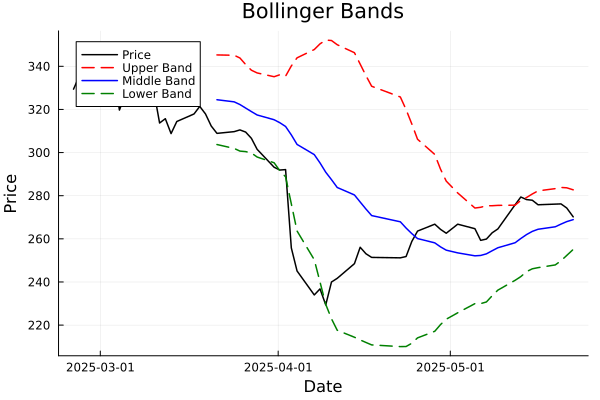 Bollinger Bands
Price
Upper Band
Middle Band
Lower Band
340
320
300
280
260
240
220
Price
2025-03-01 2025-04-01 2025-05-01
Date